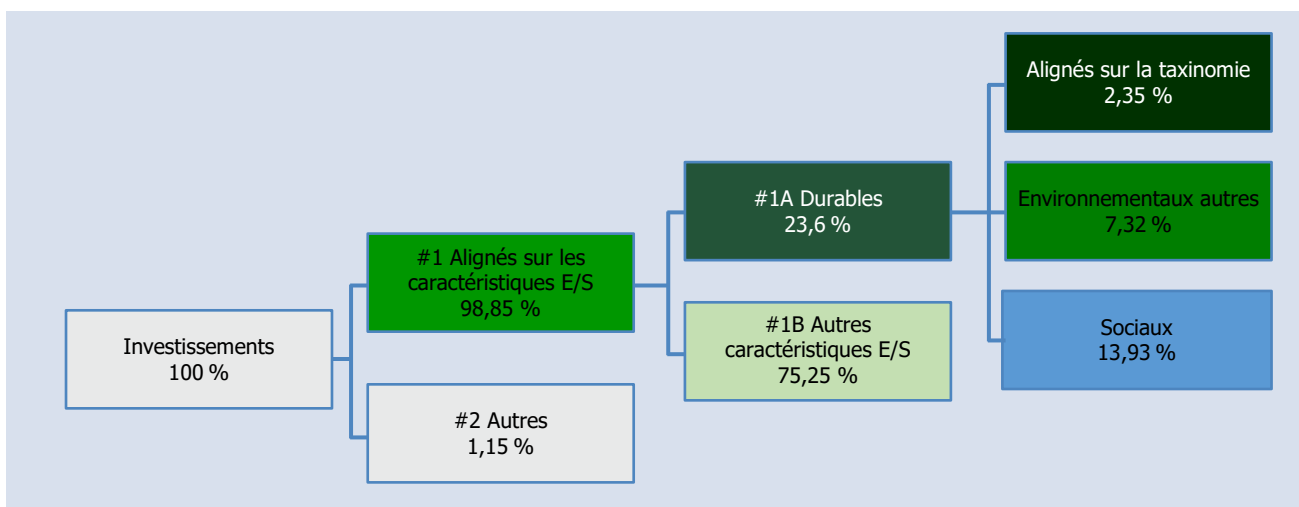 Alignés sur la taxinomie
2,35 %
#1A Durables
23,6 %
Environnementaux autres
7,32 %
#1 Alignés sur les
caractéristiques E/S
98,85 %
Investissements
100 %
#1B Autres
caractéristiques E/S
75,25 %
Sociaux
13,93 %
#2 Autres
1,15 %